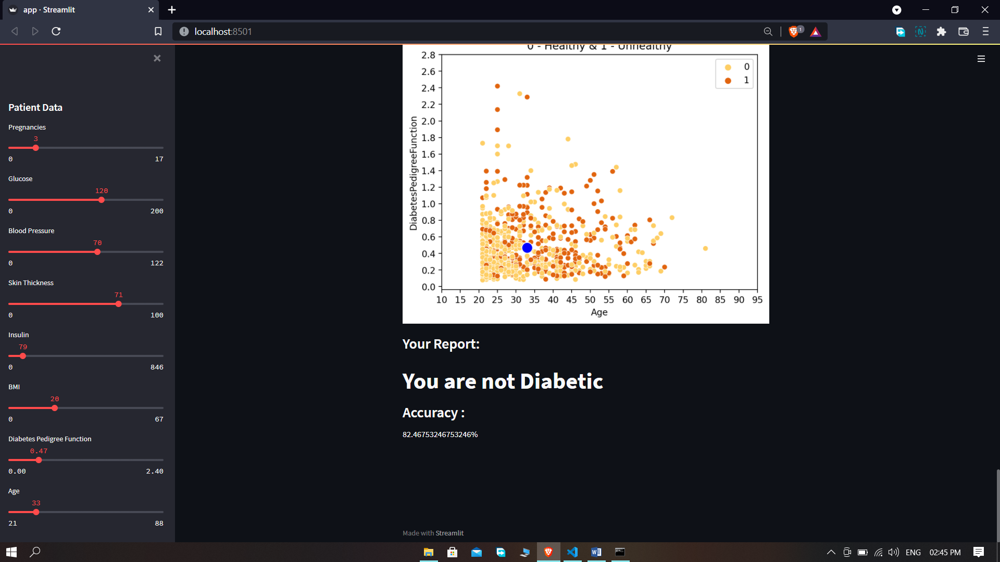 app · Streamlit
localhost:8501
1
Patient Data
Pregnancies
3
0 17
Glucose
120
0 200
Blood Pressure
70
0 122
Skin Thickness
71
0 100
Insulin
79
0 846
BMI
20
0 67
Diabetes Pedigree Function
0.47
0.00 2.40
Age
33
21 88
0 - Healthy & 1 - Unhealthy
0
1
DiabetesPedigreeFunction
2.8
2.6
2.4
2.2
2.0
1.8
1.6
1.4
1.2
1.0
0.8
0.6
0.4
0.2
0.0
10 15 20 25 30 35 40 45 50 55 60 65 70 75 80 85 90 95
Age
Your Report:
You are not Diabetic
Accuracy :
82.46753246753246%
Made with Streamlit
ENG 02:45 PM